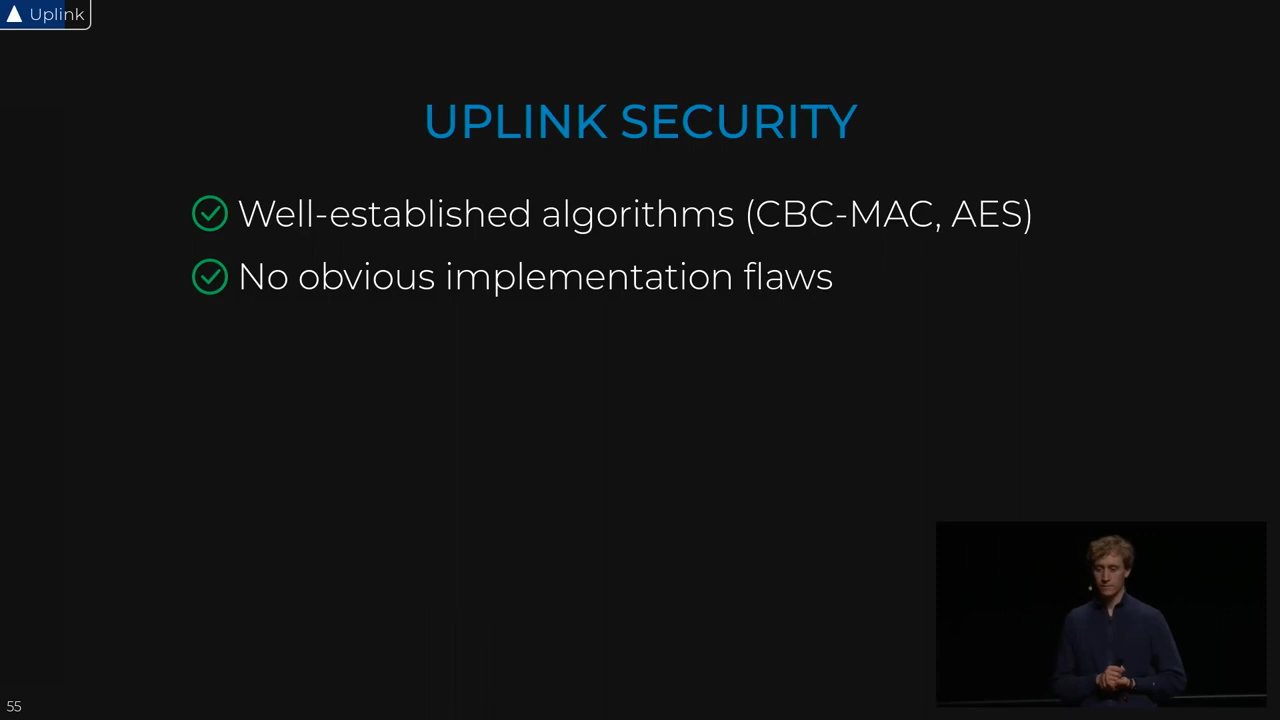 Uplink
UPLINK SECURITY
Well-established algorithms (CBC-MAC, AES)
No obvious implementation flaws
55